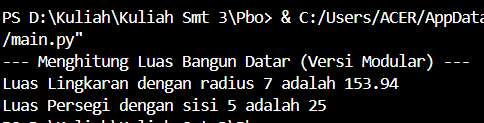 PS D:\Kuliah\Kuliah Smt 3\Pbo> & C:/Users/ACER/AppData
/main.py"
--- Menghitung Luas Bangun Datar (Versi Modular) ---
Luas Lingkaran dengan radius 7 adalah 153.94
Luas Persegi dengan sisi 5 adalah 25